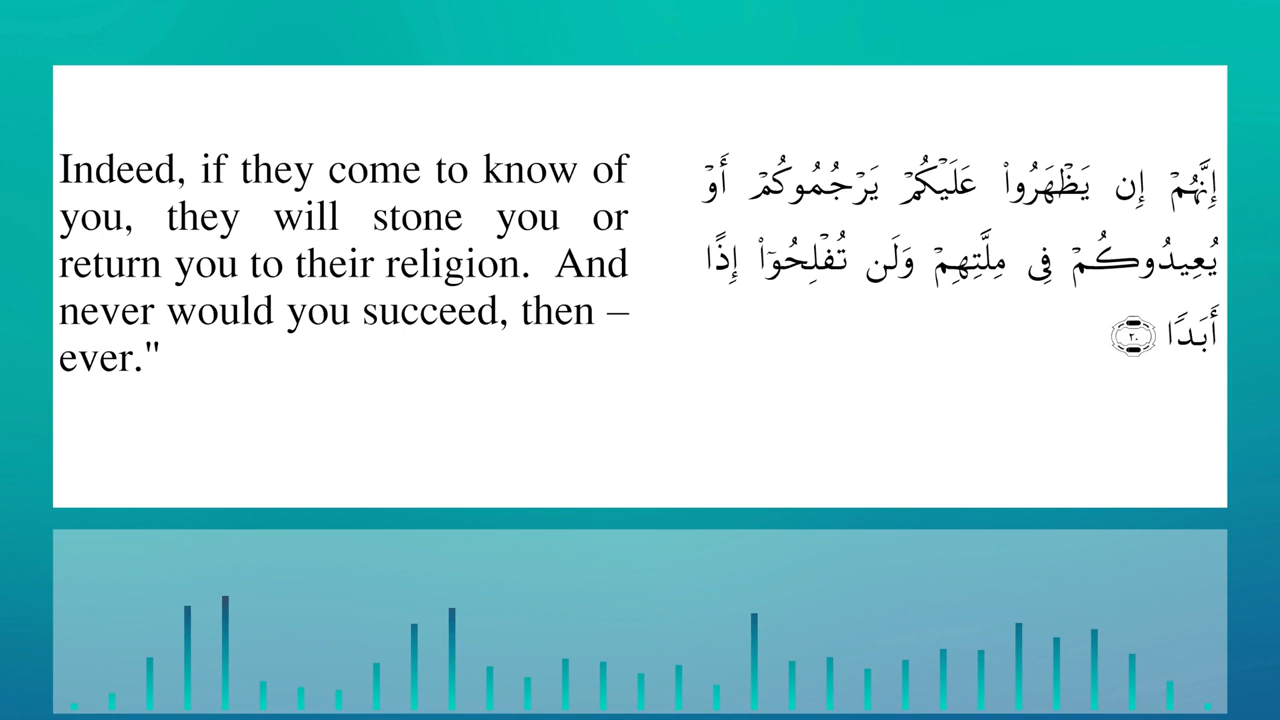 Indeed, if they come to know of
you, they will stone you or
return you to their religion.  And
never would you succeed, then –
ever."
إِنَّهُمْ إِن يَظْهَرُوا۟ عَلَيْكُمْ يَرْجُمُوكُمْ أَوْ
يُعِيدُوكُمْ فِى مِلَّتِهِمْ وَلَن تُفْلِحُوٓا۟ إِذًا
أَبَدًا ٢٠